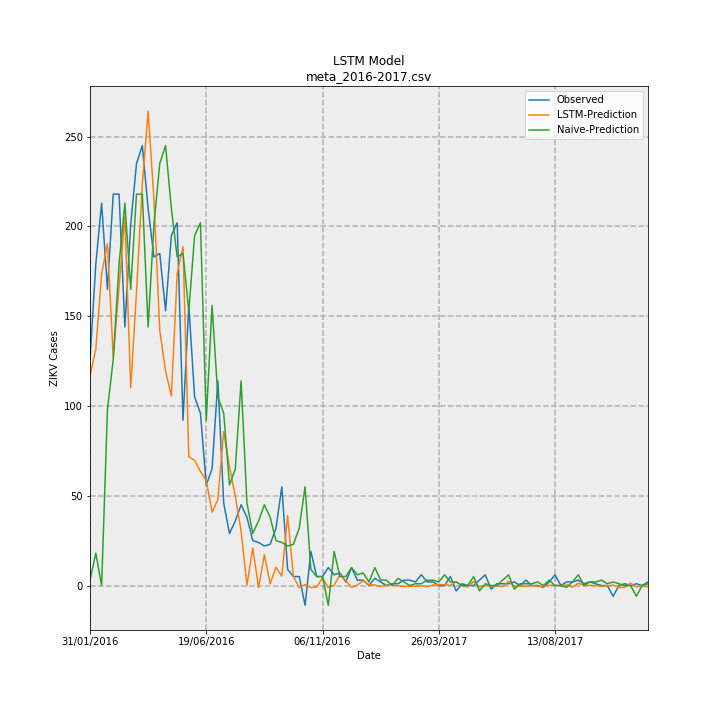 LSTM Model
meta_2016-2017.csv
Observed
LSTM-Prediction
Naive-Prediction
ZIKV Cases
250
200
150
100
50
0
31/01/2016
19/06/2016
06/11/2016
26/03/2017
13/08/2017
Date